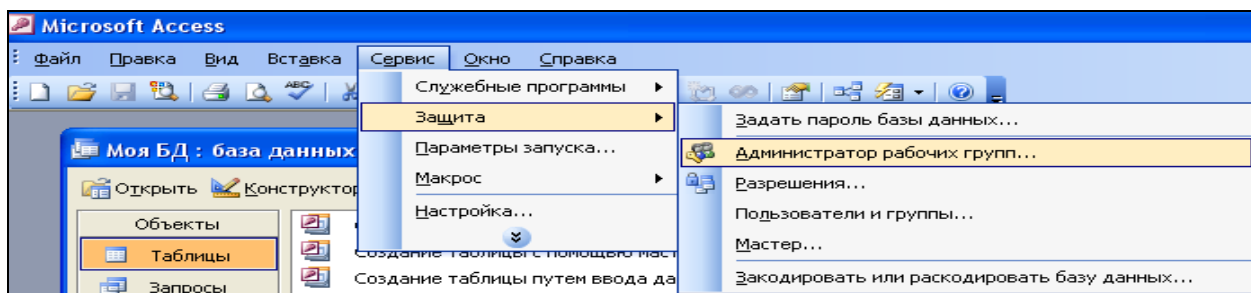 Microsoft Access
Файл Правка Вид Вставка Сервис Окно Справка
Служебные программы
Защита
Параметры запуска...
Макрос
Настройка...
Задать пароль базы данных...
Администратор рабочих групп...
Разрешения...
Пользователи и группы...
Мастер...
Закодировать или раскодировать базу данных...
Моя БД : база данных
Открыть Конструктор
Объекты
Таблицы
Запросы
Создание таблицы с помощью маст
Создание таблицы путем ввода да